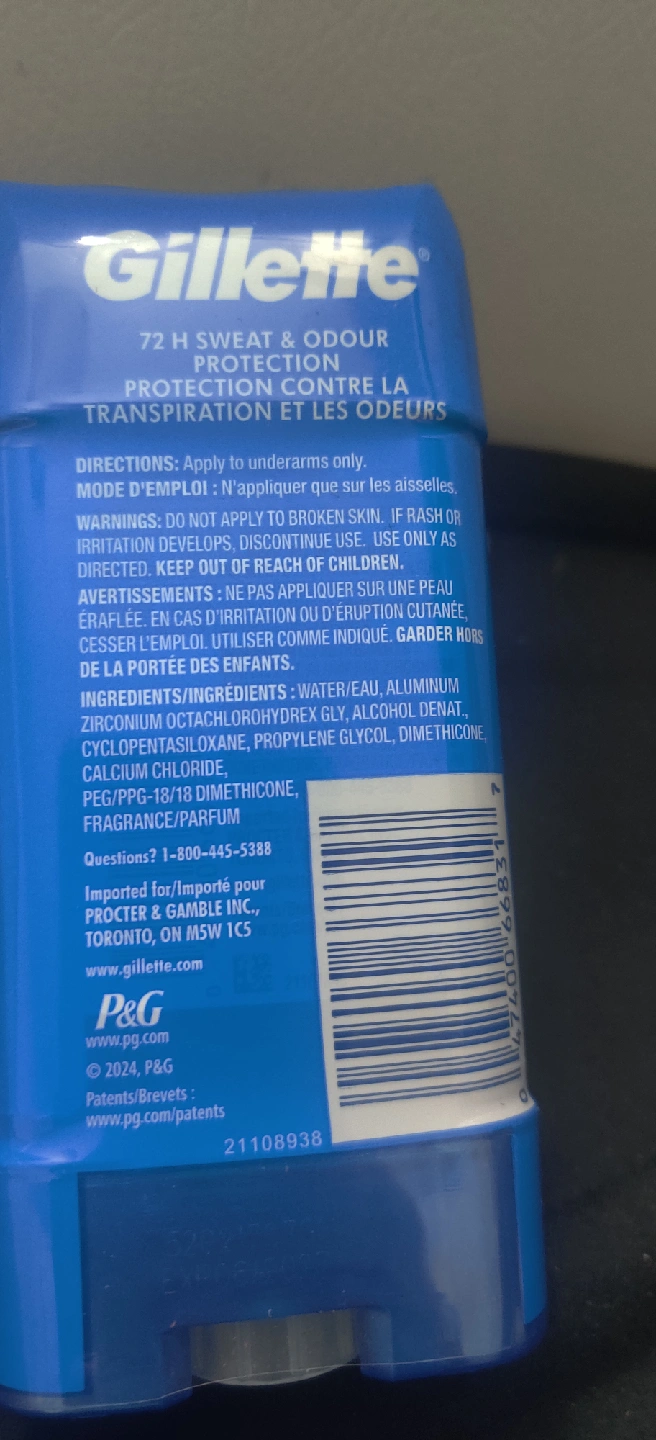 Gillette®
72 H SWEAT & ODOUR
PROTECTION
PROTECTION CONTRE LA
TRANSPIRATION ET LES ODEURS
DIRECTIONS: Apply to underarms only.
MODE D'EMPLOI : N'appliquer que sur les aisselles.
WARNINGS: DO NOT APPLY TO BROKEN SKIN. IF RASH OR
IRRITATION DEVELOPS, DISCONTINUE USE. USE ONLY AS
DIRECTED. KEEP OUT OF REACH OF CHILDREN.
AVERTISSEMENTS : NE PAS APPLIQUER SUR UNE PEAU
ÉRAFLÉE. EN CAS D'IRRITATION OU D'ÉRUPTION CUTANÉE,
CESSER L'EMPLOI. UTILISER COMME INDIQUÉ. GARDER HORS
DE LA PORTÉE DES ENFANTS.
INGREDIENTS/INGRÉDIENTS : WATER/EAU, ALUMINUM
ZIRCONIUM OCTACHLOROHYDREX GLY, ALCOHOL DENAT.,
CYCLOPENTASILOXANE, PROPYLENE GLYCOL, DIMETHICONE,
CALCIUM CHLORIDE,
PEG/PPG-18/18 DIMETHICONE,
FRAGRANCE/PARFUM
Questions? 1-800-445-5388
Imported for/Importé pour
PROCTER & GAMBLE INC.,
TORONTO, ON M5W 1C5
www.gillette.com
P&G
www.pg.com
© 2024, P&G
Patents/Brevets :
www.pg.com/patents
21108938
0 47400 66831 7